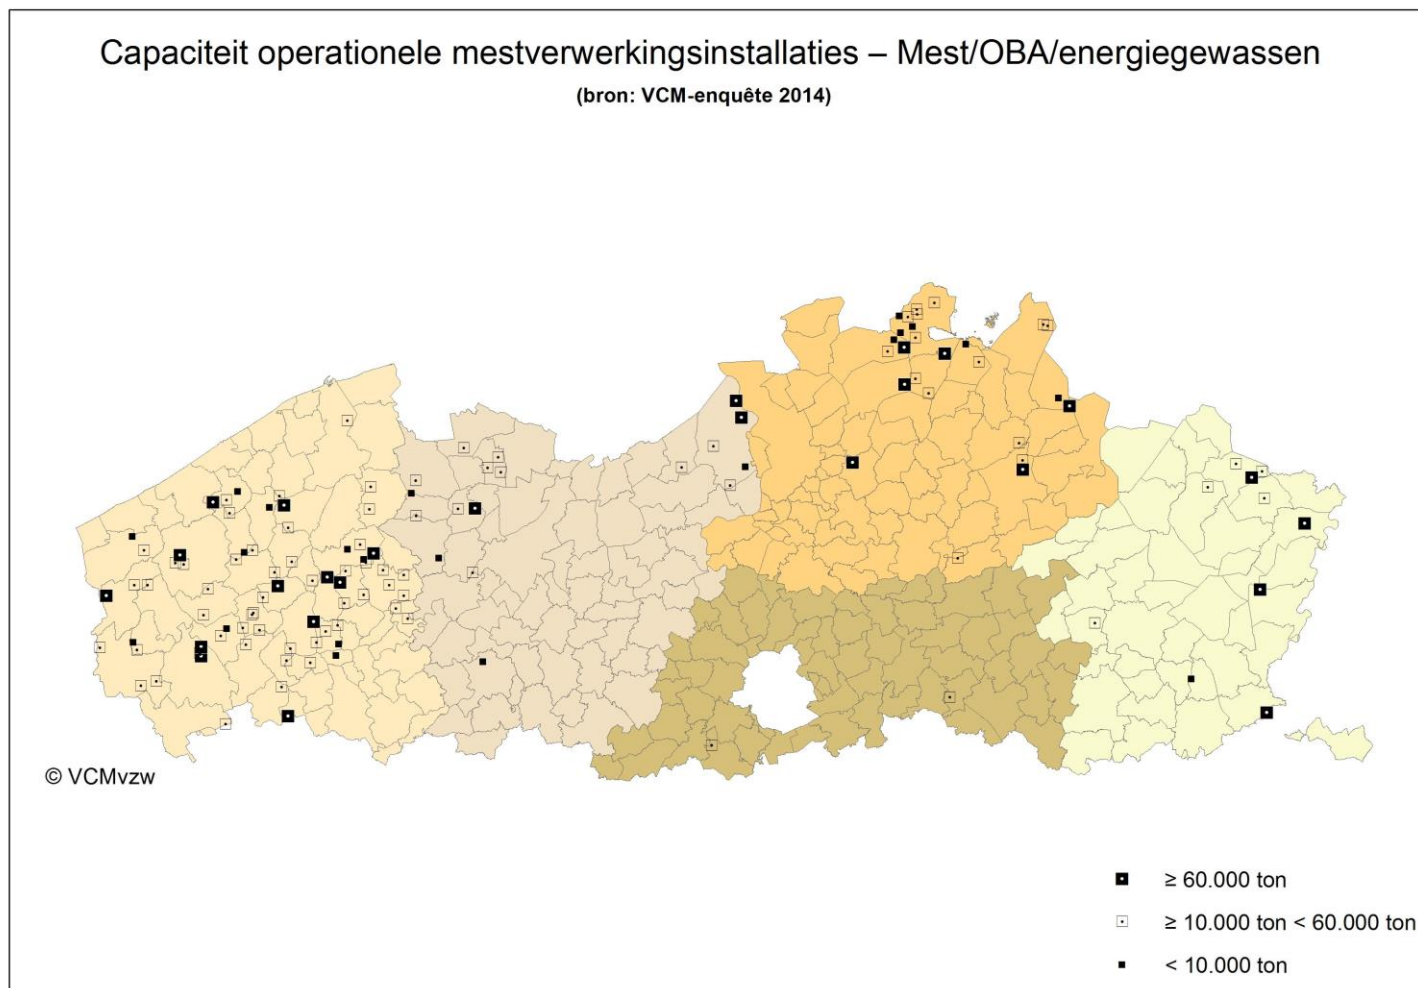 Capaciteit operationele mestverwerkingsinstallaties – Mest/OBA/energiegewassen
(bron: VCM-enquête 2014)
© VCMvzw
≥ 60.000 ton
≥ 10.000 ton < 60.000 ton
< 10.000 ton